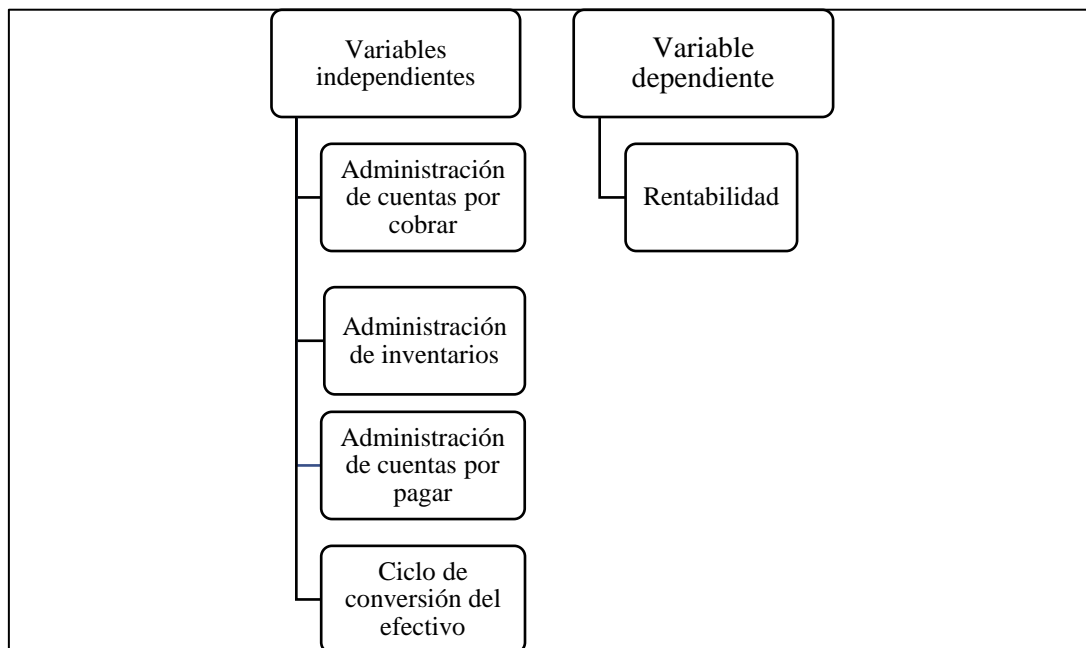 Variables
independientes
Administración
de cuentas por
cobrar
Administración
de inventarios
Administración
de cuentas por
pagar
Ciclo de
conversión del
efectivo
Variable
dependiente
Rentabilidad